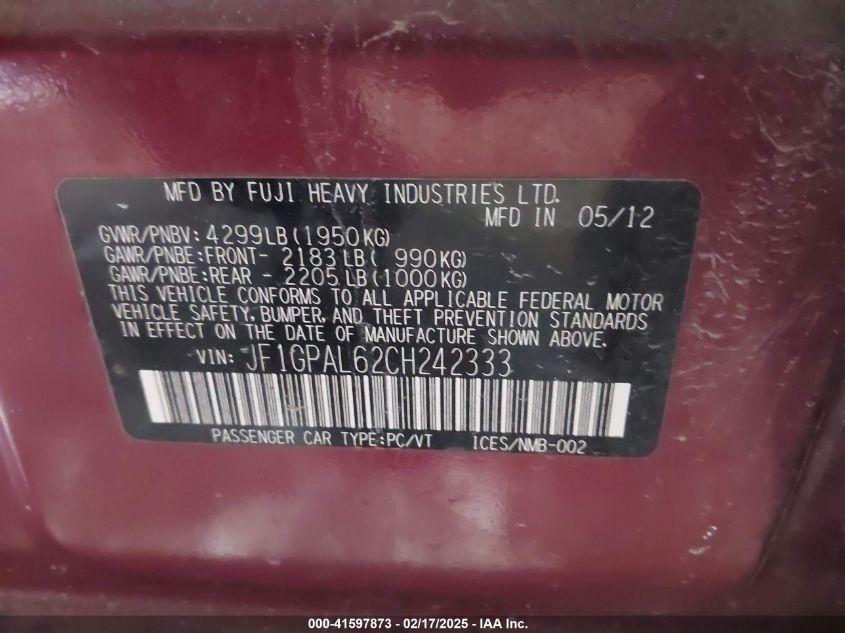 MFD BY FUJI HEAVY INDUSTRIES LTD.
MFD IN 05/12
GVWR/PNBV: 4299LB(1950KG)
GAWR/PNBE:FRONT- 2183LB( 990KG)
GAWR/PNBE:REAR - 2205LB(1000KG)
THIS VEHICLE CONFORMS TO ALL APPLICABLE FEDERAL MOTOR
VEHICLE SAFETY, BUMPER, AND THEFT PREVENTION STANDARDS
IN EFFECT ON THE DATE OF MANUFACTURE SHOWN ABOVE.
VIN: JF1GPAL62CH242333
PASSENGER CAR TYPE:PC/VT ICES/NMB-002
000-41597873 - 02/17/2025 - IAA Inc.